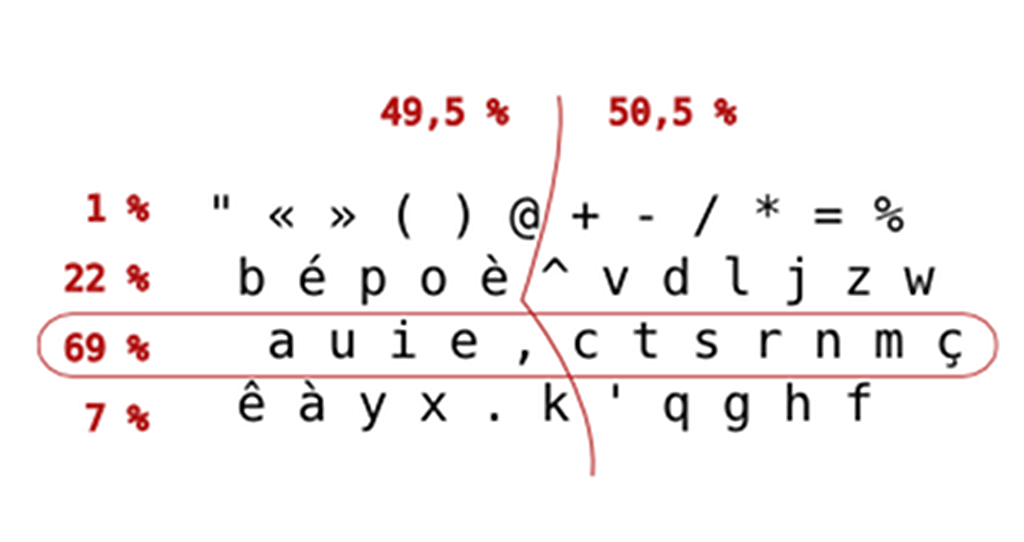 49,5 % 50,5 %
1 % " « » ( ) @ + - / * = %
22 % b é p o è ^ v d l j z w
69 % a u i e , c t s r n m ç
7 % ê à y x . k ' q g h f